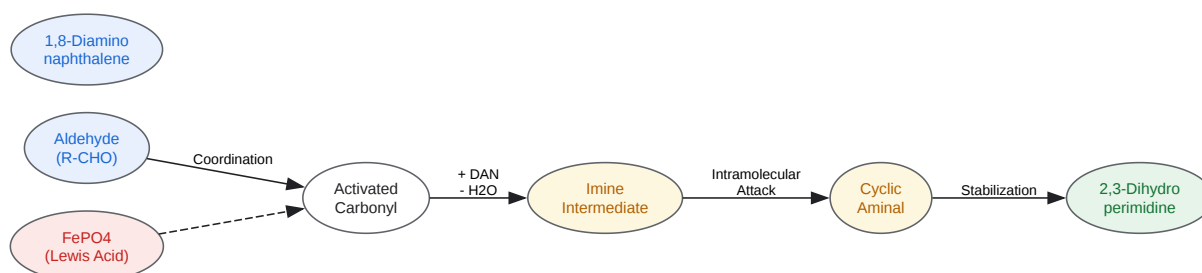 1,8-Diamino
naphthalene
Aldehyde
(R-CHO)
Coordination
FePO4
(Lewis Acid)
Activated
Carbonyl
+ DAN
- H2O
Imine
Intermediate
Intramolecular
Attack
Cyclic
Aminal
Stabilization
2,3-Dihydro
perimidine